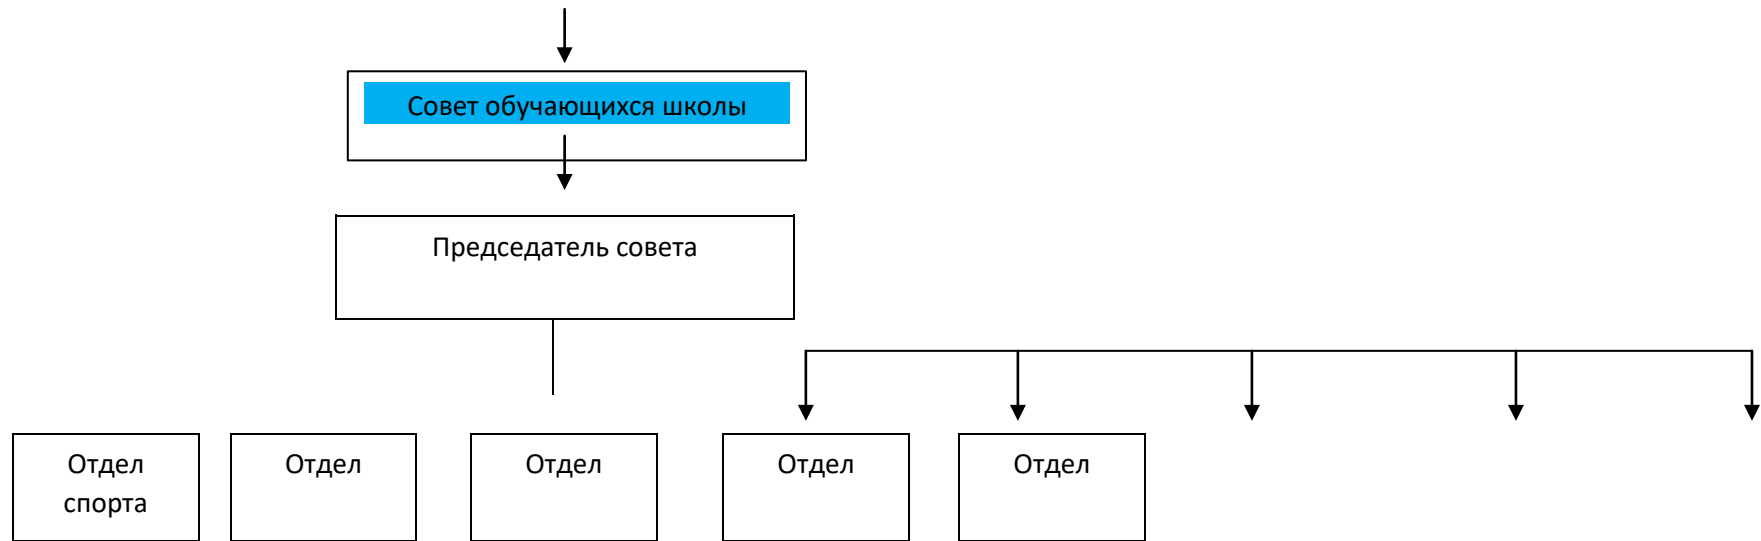 Совет обучающихся школы
Председатель совета
Отдел
спорта
Отдел
Отдел
Отдел
Отдел